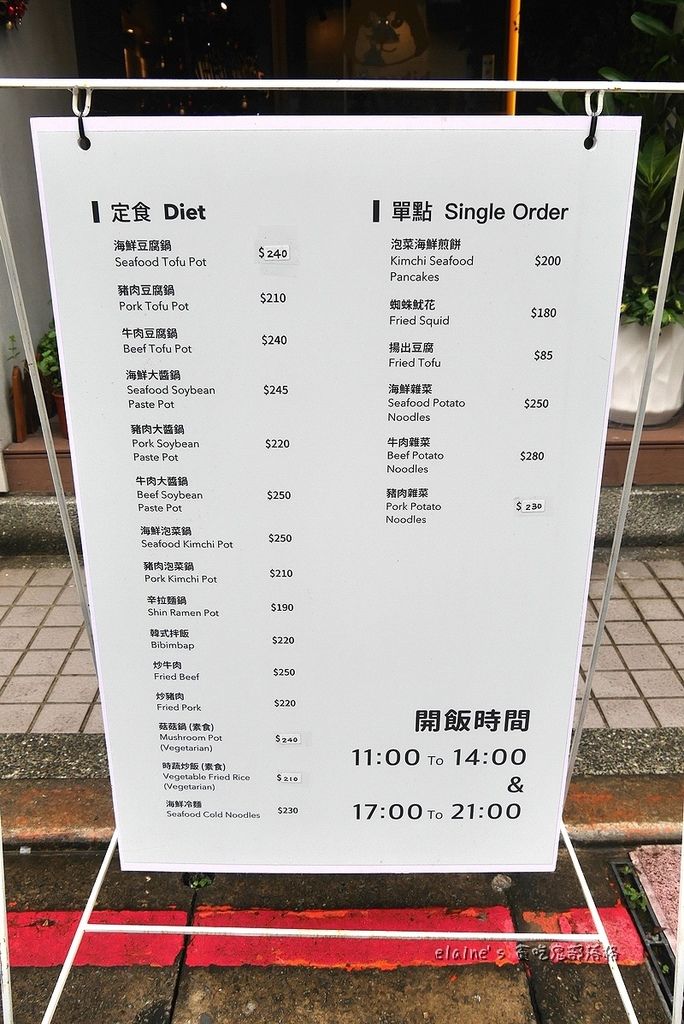 定食 Diet
海鮮豆腐鍋
Seafood Tofu Pot $240
豬肉豆腐鍋
Pork Tofu Pot $210
牛肉豆腐鍋
Beef Tofu Pot $240
海鮮大醬鍋
Seafood Soybean $245
Paste Pot
豬肉大醬鍋
Pork Soybean $220
Paste Pot
牛肉大醬鍋
Beef Soybean $250
Paste Pot
海鮮泡菜鍋
Seafood Kimchi Pot $250
豬肉泡菜鍋
Pork Kimchi Pot $210
辛拉麵鍋
Shin Ramen Pot $190
韓式拌飯
Bibimbap $220
炒牛肉
Fried Beef $250
炒豬肉
Fried Pork $220
菇菇鍋 (素食)
Mushroom Pot $240
(Vegetarian)
時蔬炒飯 (素食)
Vegetable Fried Rice $210
(Vegetarian)
海鮮冷麵
Seafood Cold Noodles $230
單點 Single Order
泡菜海鮮煎餅
Kimchi Seafood $200
Pancakes
蜘蛛魷花
Fried Squid $180
揚出豆腐
Fried Tofu $85
海鮮雜菜
Seafood Potato $250
Noodles
牛肉雜菜
Beef Potato $280
Noodles
豬肉雜菜
Pork Potato $230
Noodles
開飯時間
11:00 To 14:00
&
17:00 To 21:00
elaine's 貪吃鬼部落格